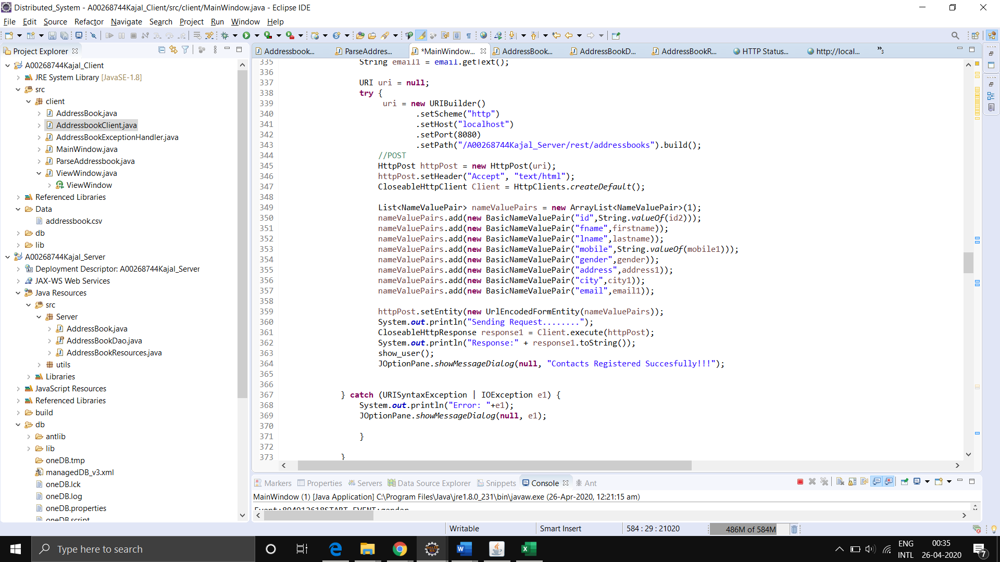 Distributed_System - A00268744Kajal_Client/src/client/MainWindow.java - Eclipse IDE
File Edit Source Refactor Navigate Search Project Run Window Help
Project Explorer
A00268744Kajal_Client
JRE System Library [JavaSE-1.8]
src
client
AddressBook.java
AddressbookClient.java
AddressBookExceptionHandler.java
MainWindow.java
ParseAddressbook.java
ViewWindow.java
ViewWindow
Referenced Libraries
Data
addressbook.csv
db
lib
A00268744Kajal_Server
Deployment Descriptor: A00268744Kajal_Server
JAX-WS Web Services
Java Resources
src
Server
AddressBook.java
AddressBookDao.java
AddressBookResources.java
utils
Libraries
JavaScript Resources
Referenced Libraries
build
db
antlib
lib
oneDB.tmp
managedDB_v3.xml
oneDB.lck
oneDB.log
oneDB.properties
oneDB.script
Addressbook... ParseAddres... *MainWindow... AddressBook... AddressBookD... AddressBookR... HTTP Status... http://local... »3
335 String email1 = email.getText();
336
337 URI uri = null;
338 try {
339 uri = new URIBuilder()
340 .setScheme("http")
341 .setHost("localhost")
342 .setPort(8080)
343 .setPath("/A00268744Kajal_Server/rest/addressbooks").build();
344 //POST
345 HttpPost httpPost = new HttpPost(uri);
346 httpPost.setHeader("Accept", "text/html");
347 CloseableHttpClient Client = HttpClients.createDefault();
348
349 List<NameValuePair> nameValuePairs = new ArrayList<NameValuePair>(1);
350 nameValuePairs.add(new BasicNameValuePair("id",String.valueOf(id2)));
351 nameValuePairs.add(new BasicNameValuePair("fname",firstname));
352 nameValuePairs.add(new BasicNameValuePair("lname",lastname));
353 nameValuePairs.add(new BasicNameValuePair("mobile",String.valueOf(mobile1)));
354 nameValuePairs.add(new BasicNameValuePair("gender",gender));
355 nameValuePairs.add(new BasicNameValuePair("address",address1));
356 nameValuePairs.add(new BasicNameValuePair("city",city1));
357 nameValuePairs.add(new BasicNameValuePair("email",email1));
358
359 httpPost.setEntity(new UrlEncodedFormEntity(nameValuePairs));
360 System.out.println("Sending Request........");
361 CloseableHttpResponse response1 = Client.execute(httpPost);
362 System.out.println("Response:" + response1.toString());
363 show_user();
364 JOptionPane.showMessageDialog(null, "Contacts Registered Succesfully!!!");
365
366
367 } catch (URISyntaxException | IOException e1) {
368 System.out.println("Error: "+e1);
369 JOptionPane.showMessageDialog(null, e1);
370
371 }
372
373 }
Markers Properties Servers Data Source Explorer Snippets Console Ant
MainWindow (1) [Java Application] C:\Program Files\Java\jre1.8.0_231\bin\javaw.exe (26-Apr-2020, 12:21:15 am)
Writable Smart Insert 584 : 29 : 21020 486M of 584M
Type here to search
ENG 00:35
INTL 26-04-2020
7